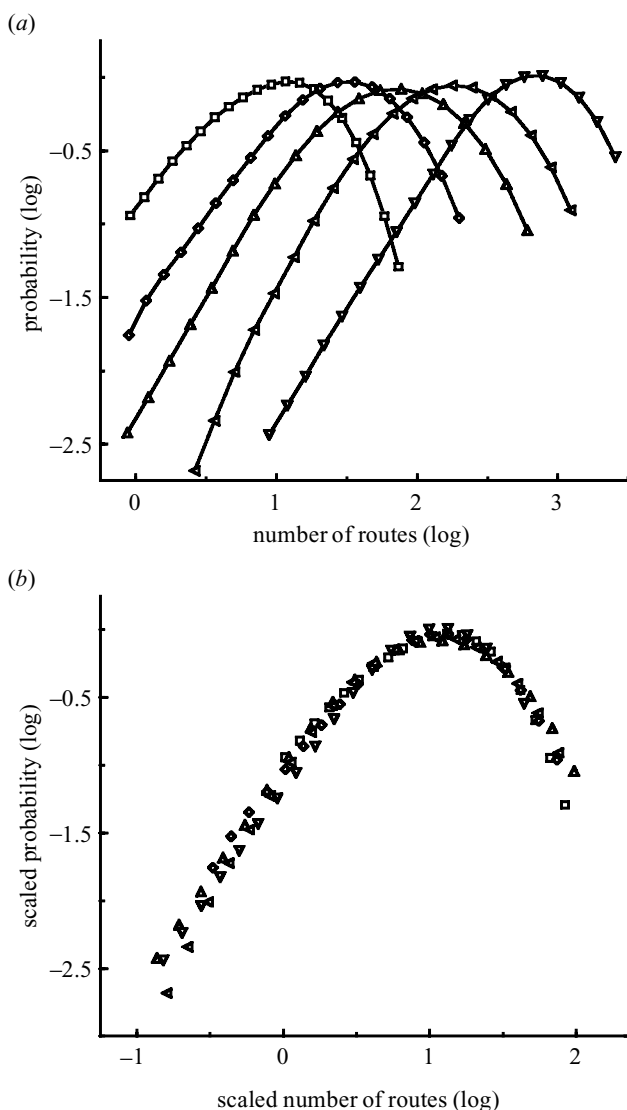 (a)
−0.5
−1.5
−2.5
probability (log)
0 1 2 3
number of routes (log)
(b)
−0.5
−1.5
−2.5
scaled probability (log)
−1 0 1 2
scaled number of routes (log)